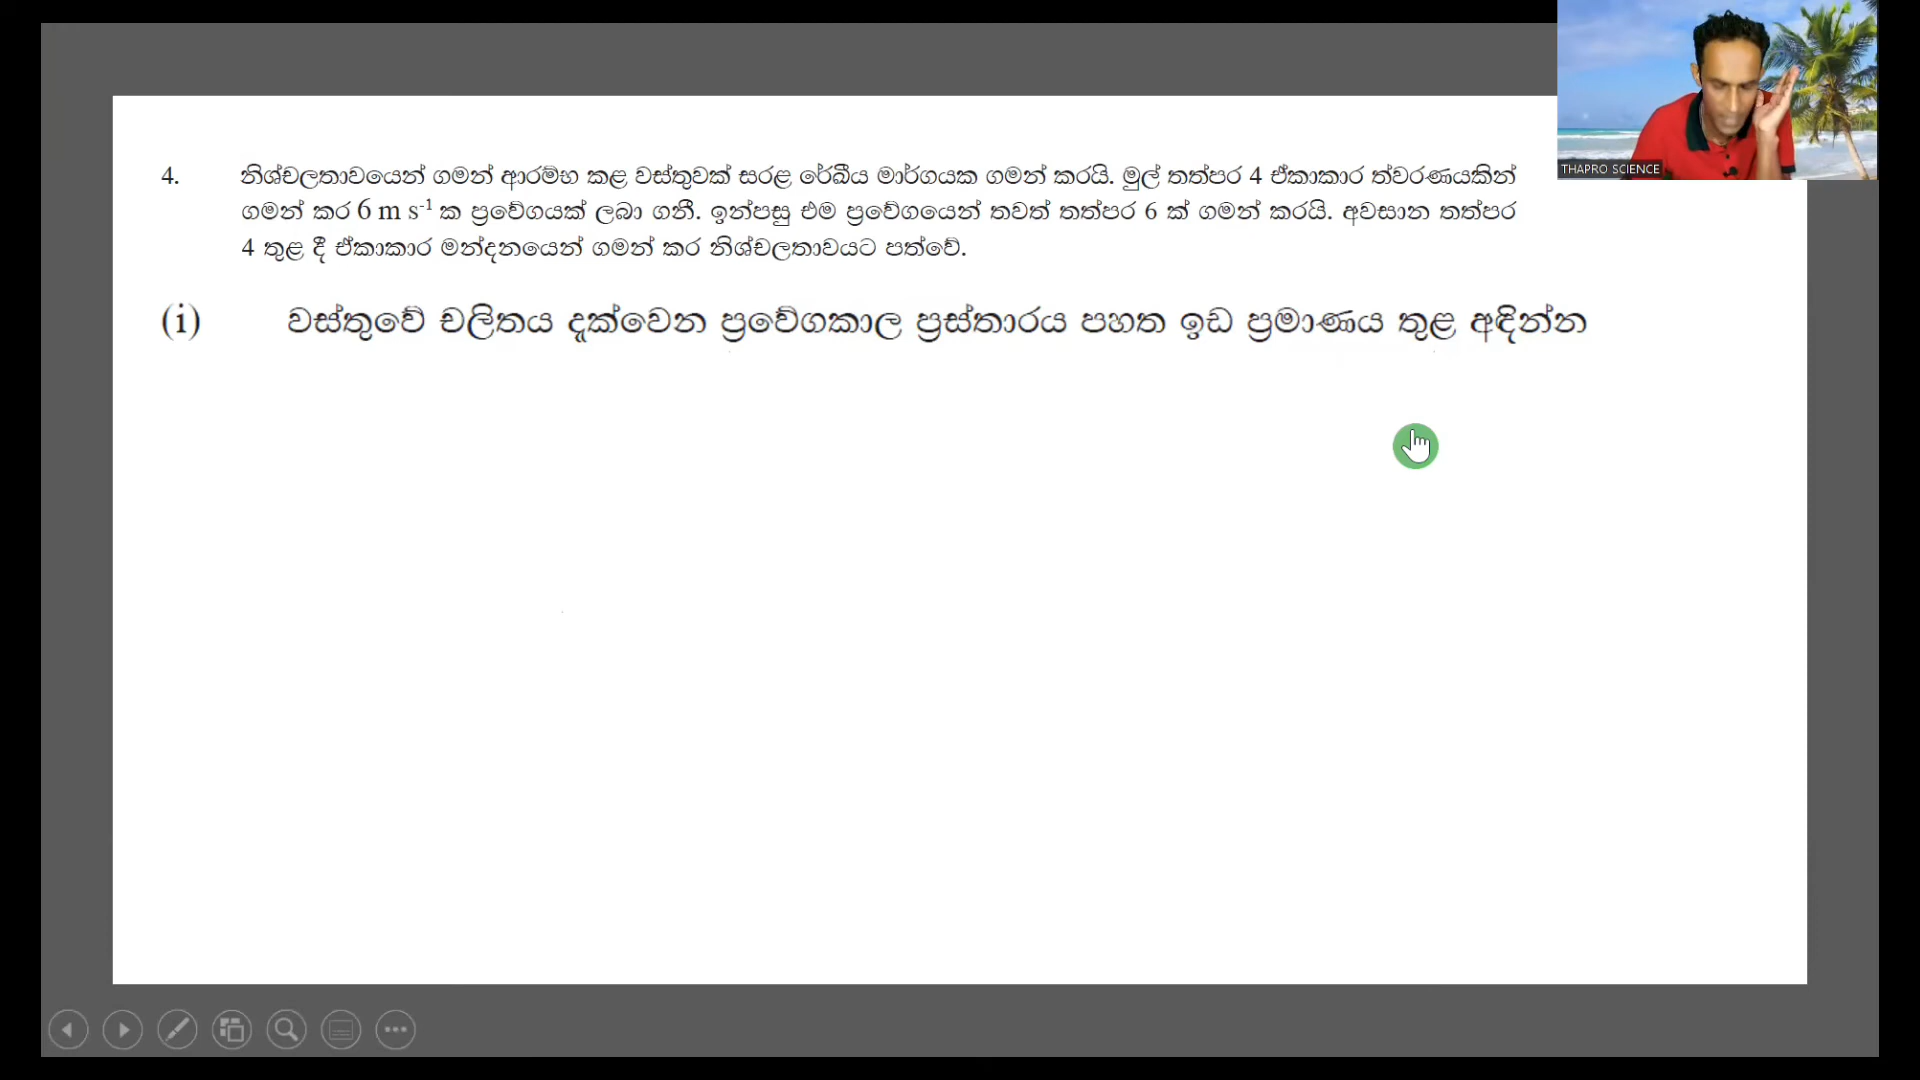 THAPRO SCIENCE
4. නිශ්චලතාවයෙන් ගමන් ආරම්භ කළ වස්තුවක් සරළ රේඛීය මාර්ගයක ගමන් කරයි. මුල් තත්පර 4 ඒකාකාර ත්වරණයකින්
ගමන් කර 6 m s⁻¹ ක ප්‍රවේගයක් ලබා ගනී. ඉන්පසු එම ප්‍රවේගයෙන් තවත් තත්පර 6 ක් ගමන් කරයි. අවසාන තත්පර
4 තුළ දී ඒකාකාර මන්දනයෙන් ගමන් කර නිශ්චලතාවයට පත්වේ.
(i) වස්තුවේ චලිතය දැක්වෙන ප්‍රවේගකාල ප්‍රස්තාරය පහත ඉඩ ප්‍රමාණය තුළ අඳින්න